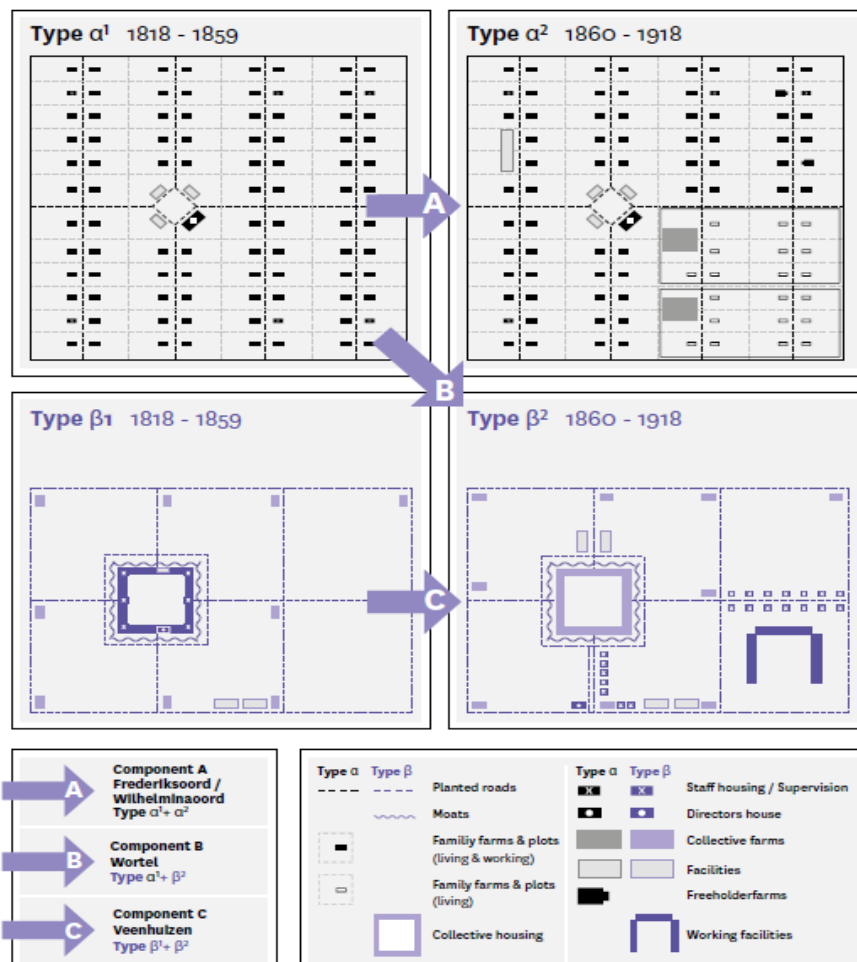 Type α¹ 1818 - 1859
Type α² 1860 - 1918
A
B
Type β1 1818 - 1859
Type β² 1860 - 1918
C
A
Component A
Frederiksoord /
Wilhelminaoord
Type α¹+ α²
B
Component B
Wortel
Type α¹+ β²
C
Component C
Veenhuizen
Type β¹+ β²
Type α Type β
Planted roads
Moats
Familiy farms & plots
(living & working)
Family farms & plots
(living)
Collective housing
Type α Type β
Staff housing / Supervision
Directors house
Collective farms
Facilities
Freeholderfarms
Working facilities